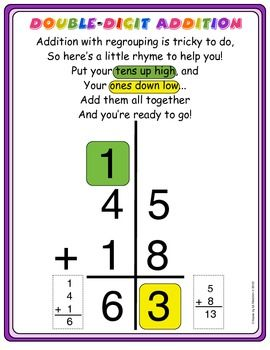 DOUBLE-DIGIT ADDITION
Addition with regrouping is tricky to do,
So here's a little rhyme to help you!
Put your tens up high, and
Your ones down low...
Add them all together
And you're ready to go!
1
4 5
+ 1 8
6 3
1
4
+ 1
6
5
+ 8
13